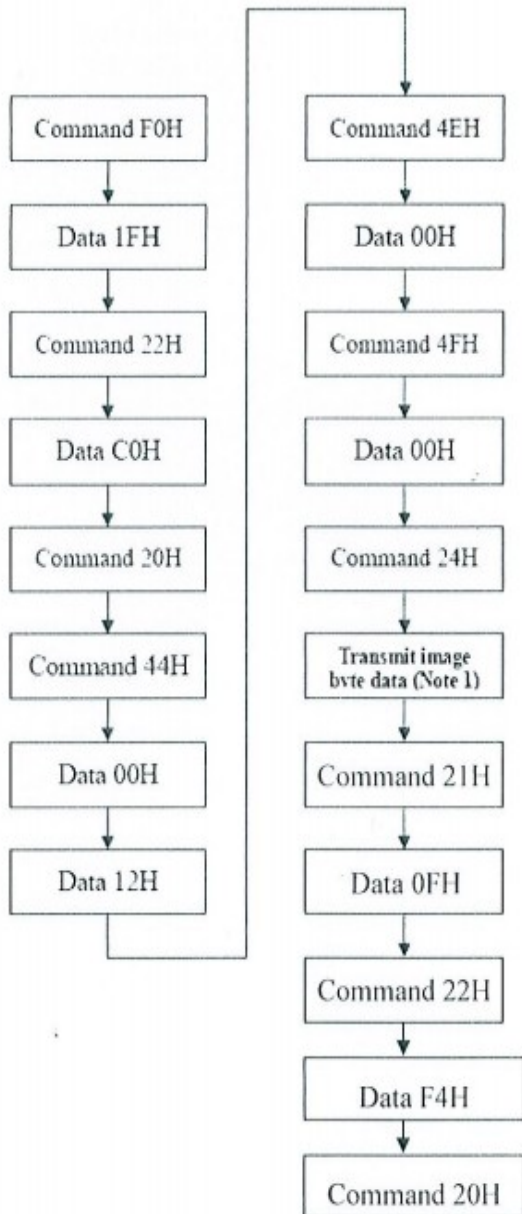 Command F0H
Data 1FH
Command 22H
Data C0H
Command 20H
Command 44H
Data 00H
Data 12H
Command 4EH
Data 00H
Command 4FH
Data 00H
Command 24H
Transmit image
byte data (Note 1)
Command 21H
Data 0FH
Command 22H
Data F4H
Command 20H